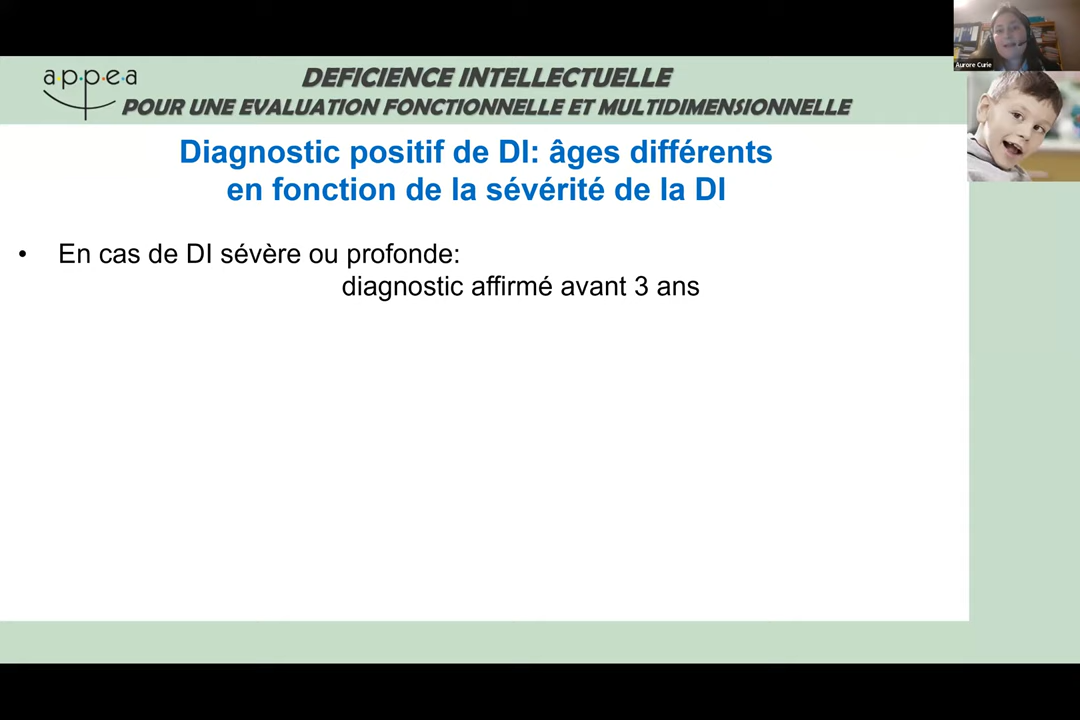 Aurore Curie
a·p·p·e·a
DEFICIENCE INTELLECTUELLE
POUR UNE EVALUATION FONCTIONNELLE ET MULTIDIMENSIONNELLE
Diagnostic positif de DI: âges différents
en fonction de la sévérité de la DI
• En cas de DI sévère ou profonde:
diagnostic affirmé avant 3 ans